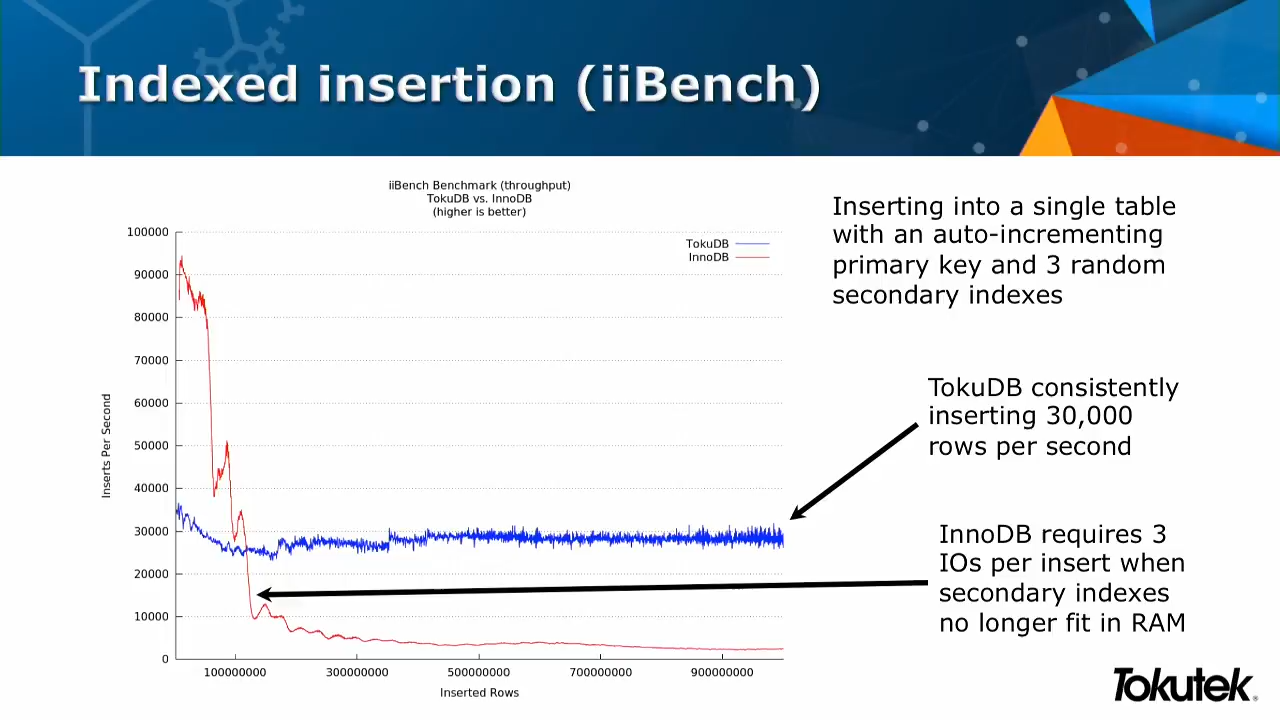 Indexed insertion (iiBench)
iiBench Benchmark (throughput)
TokuDB vs. InnoDB
(higher is better)
TokuDB
InnoDB
100000
90000
80000
70000
60000
50000
40000
30000
20000
10000
0
Inserts Per Second
100000000
300000000
500000000
700000000
900000000
Inserted Rows
Inserting into a single table
with an auto-incrementing
primary key and 3 random
secondary indexes
TokuDB consistently
inserting 30,000
rows per second
InnoDB requires 3
IOs per insert when
secondary indexes
no longer fit in RAM
Tokutek®